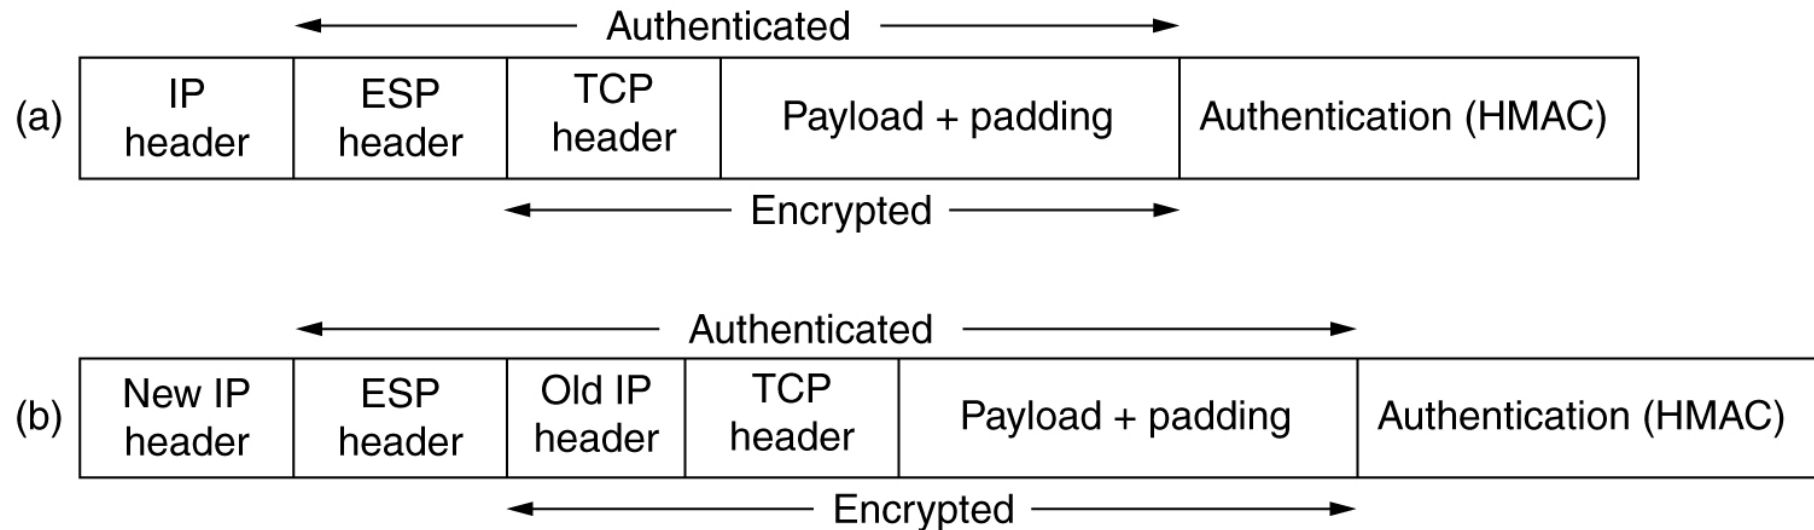 Authenticated
(a)
IP
header
ESP
header
TCP
header
Payload + padding
Authentication (HMAC)
Encrypted
Authenticated
(b)
New IP
header
ESP
header
Old IP
header
TCP
header
Payload + padding
Authentication (HMAC)
Encrypted